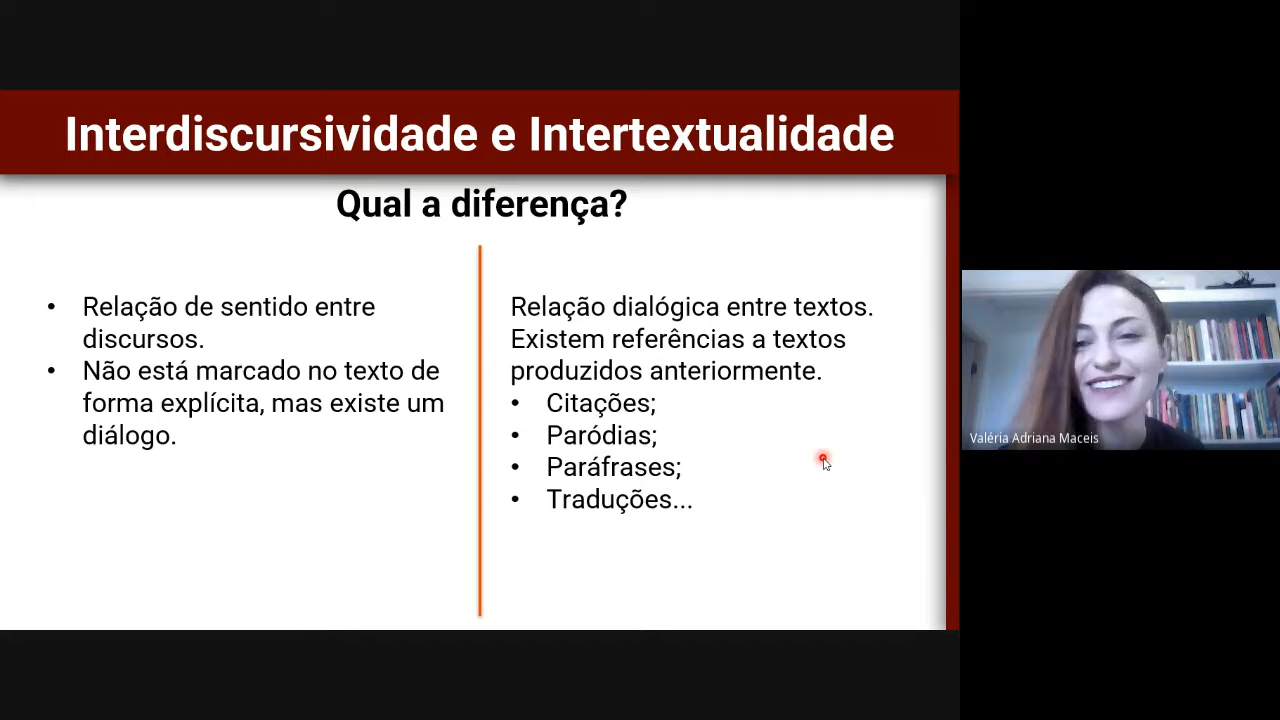 Interdiscursividade e Intertextualidade
Qual a diferença?
• Relação de sentido entre
discursos.
• Não está marcado no texto de
forma explícita, mas existe um
diálogo.
Relação dialógica entre textos.
Existem referências a textos
produzidos anteriormente.
• Citações;
• Paródias;
• Paráfrases;
• Traduções...
Valéria Adriana Maceis